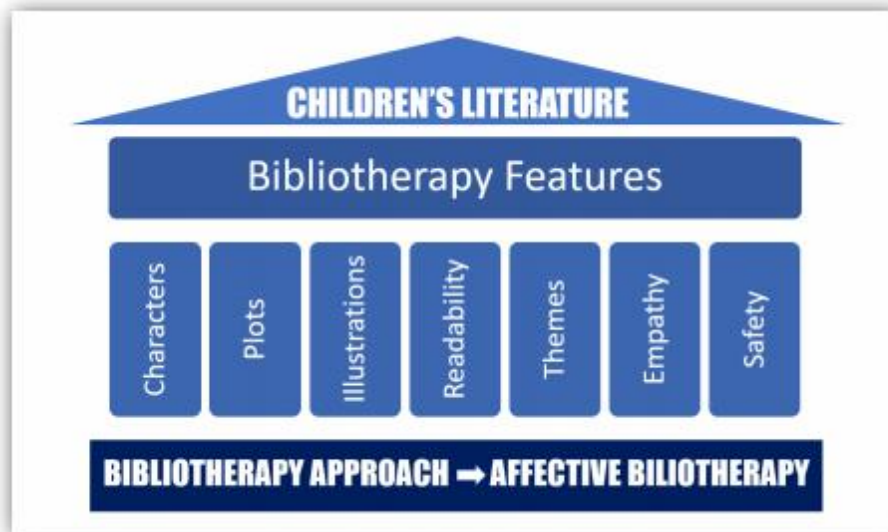 CHILDREN'S LITERATURE
Bibliotherapy Features
Characters
Plots
Illustrations
Readability
Themes
Empathy
Safety
BIBLIOTHERAPY APPROACH ➡ AFFECTIVE BILIOTHERAPY